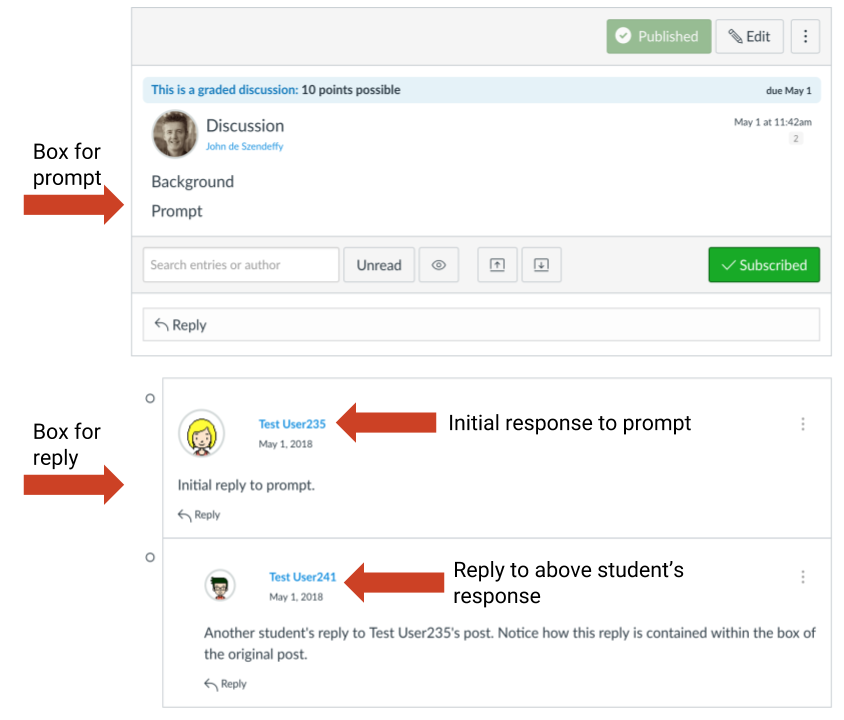 Published
Edit
This is a graded discussion: 10 points possible
due May 1
Discussion
May 1 at 11:42am
John de Szendeffy
2
Box for
prompt
Background
Prompt
Search entries or author
Unread
Subscribed
Reply
Test User235
Initial response to prompt
May 1, 2018
Box for
reply
Initial reply to prompt.
Reply
Test User241
May 1, 2018
Reply to above student's
response
Another student's reply to Test User235's post. Notice how this reply is contained within the box of
the original post.
Reply